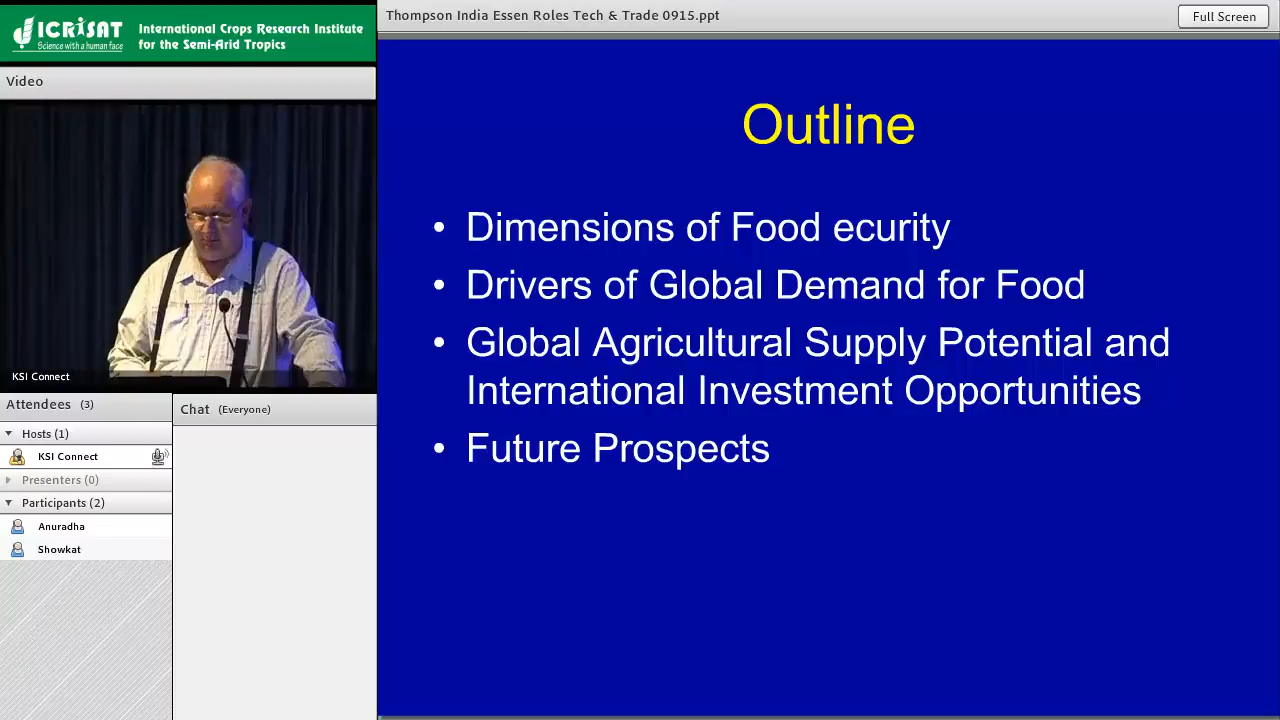 ICRISAT
Science with a human face
International Crops Research Institute
for the Semi-Arid Tropics
Video
KSI Connect
Attendees (3)
Hosts (1)
KSI Connect
Presenters (0)
Participants (2)
Anuradha
Showkat
Chat (Everyone)
Thompson India Essen Roles Tech & Trade 0915.ppt
Full Screen
Outline
• Dimensions of Food ecurity
• Drivers of Global Demand for Food
• Global Agricultural Supply Potential and
International Investment Opportunities
• Future Prospects